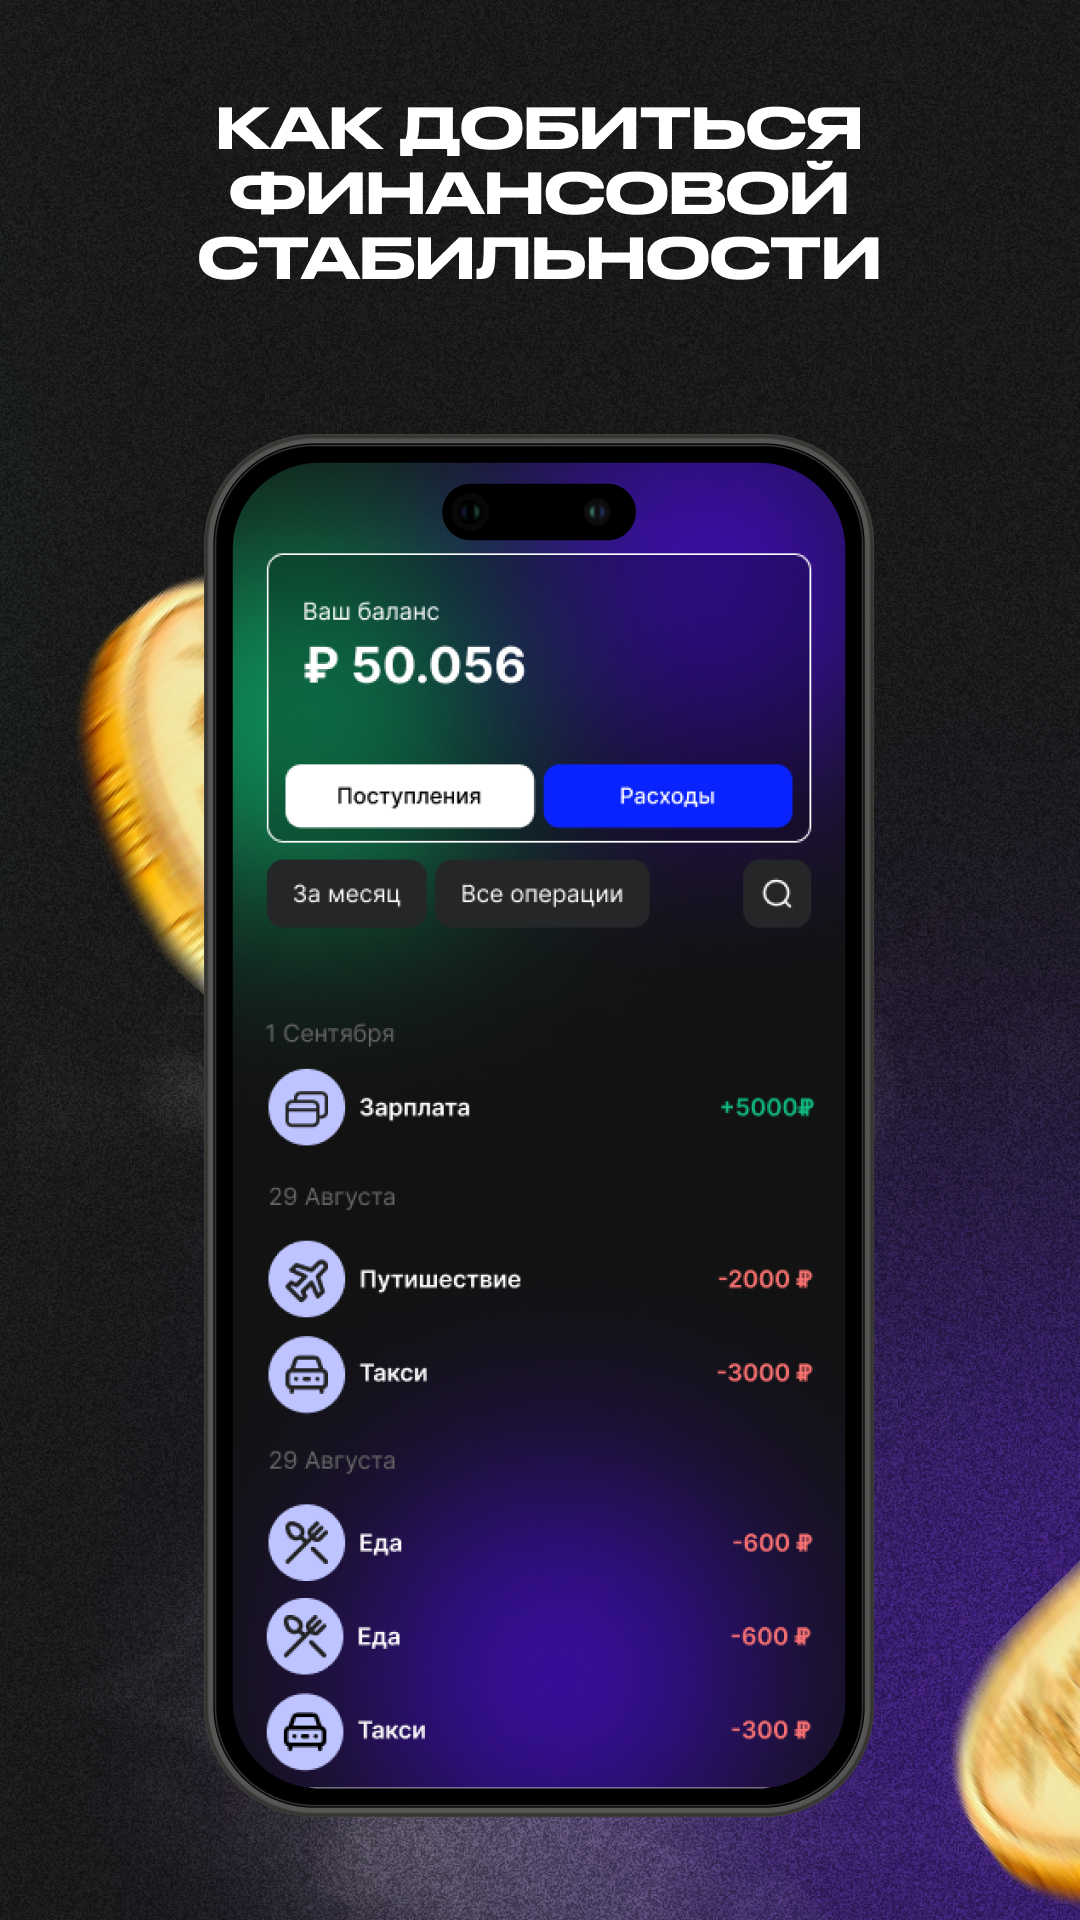 КАК ДОБИТЬСЯ
ФИНАНСОВОЙ
СТАБИЛЬНОСТИ
Ваш баланс
₽ 50.056
Поступления
Расходы
За месяц
Все операции
1 Сентября
Зарплата +5000₽
29 Августа
Путишествие -2000 ₽
Такси -3000 ₽
29 Августа
Еда -600 ₽
Еда -600 ₽
Такси -300 ₽